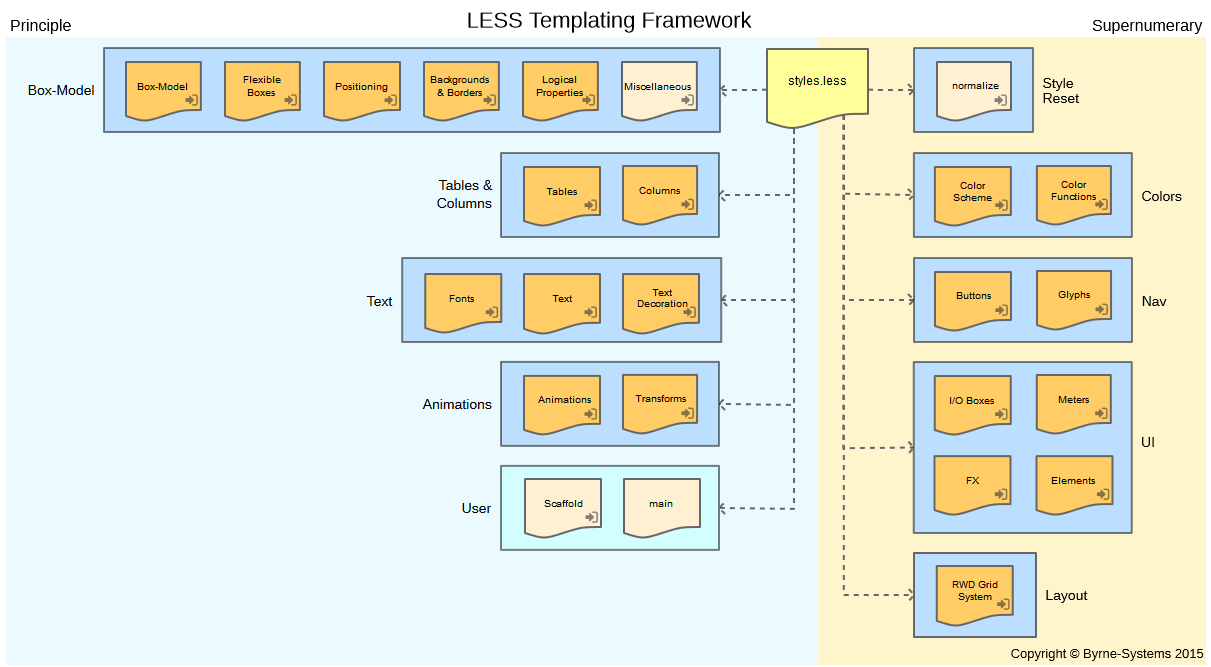 LESS Templating Framework
Principle
Supernumerary
Box-Model
Box-Model
Flexible
Boxes
Positioning
Backgrounds
& Borders
Logical
Properties
Miscellaneous
styles.less
normalize
Style
Reset
Tables &
Columns
Tables
Columns
Color
Scheme
Color
Functions
Colors
Text
Fonts
Text
Text
Decoration
Buttons
Glyphs
Nav
Animations
Animations
Transforms
I/O Boxes
Meters
FX
Elements
UI
User
Scaffold
main
RWD Grid
System
Layout
Copyright © Byrne-Systems 2015